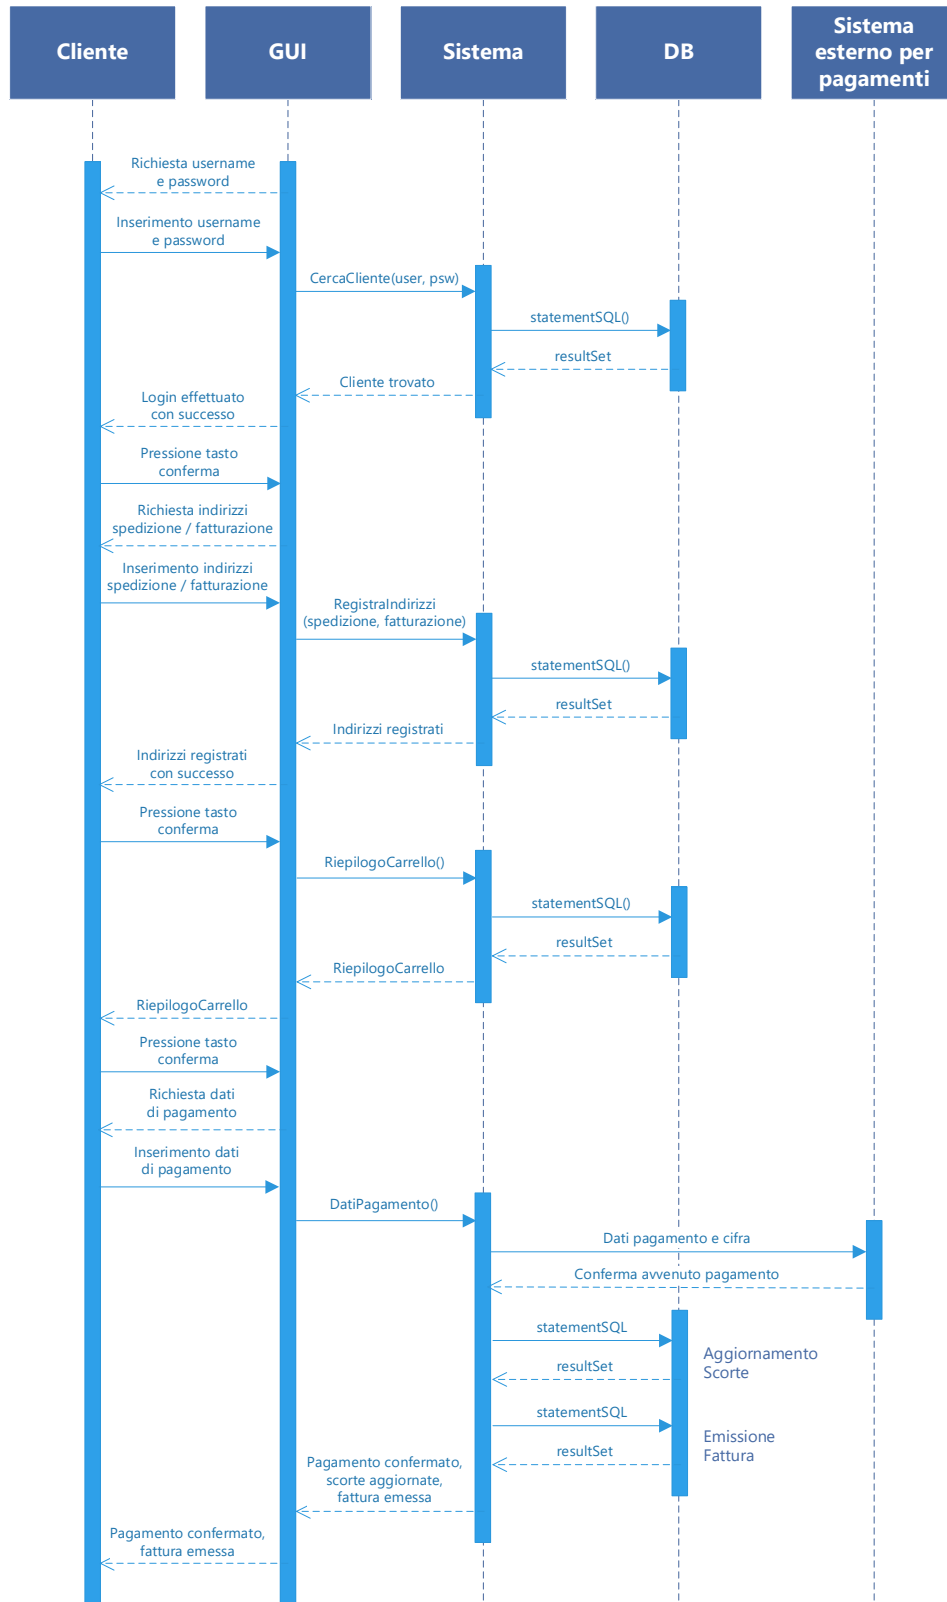 Cliente
GUI
Sistema
DB
Sistema
esterno per
pagamenti
Richiesta username
e password
Inserimento username
e password
CercaCliente(user, psw)
statementSQL()
resultSet
Cliente trovato
Login effettuato
con successo
Pressione tasto
conferma
Richiesta indirizzi
spedizione / fatturazione
Inserimento indirizzi
spedizione / fatturazione
RegistraIndirizzi
(spedizione, fatturazione)
statementSQL()
resultSet
Indirizzi registrati
Indirizzi registrati
con successo
Pressione tasto
conferma
RiepilogoCarrello()
statementSQL()
resultSet
RiepilogoCarrello
RiepilogoCarrello
Pressione tasto
conferma
Richiesta dati
di pagamento
Inserimento dati
di pagamento
DatiPagamento()
Dati pagamento e cifra
Conferma avvenuto pagamento
statementSQL
Aggiornamento
Scorte
resultSet
statementSQL
Emissione
Fattura
resultSet
Pagamento confermato,
scorte aggiornate,
fattura emessa
Pagamento confermato,
fattura emessa